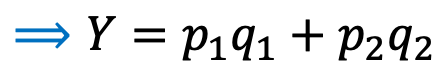 ⟹ Y = p₁q₁ + p₂q₂